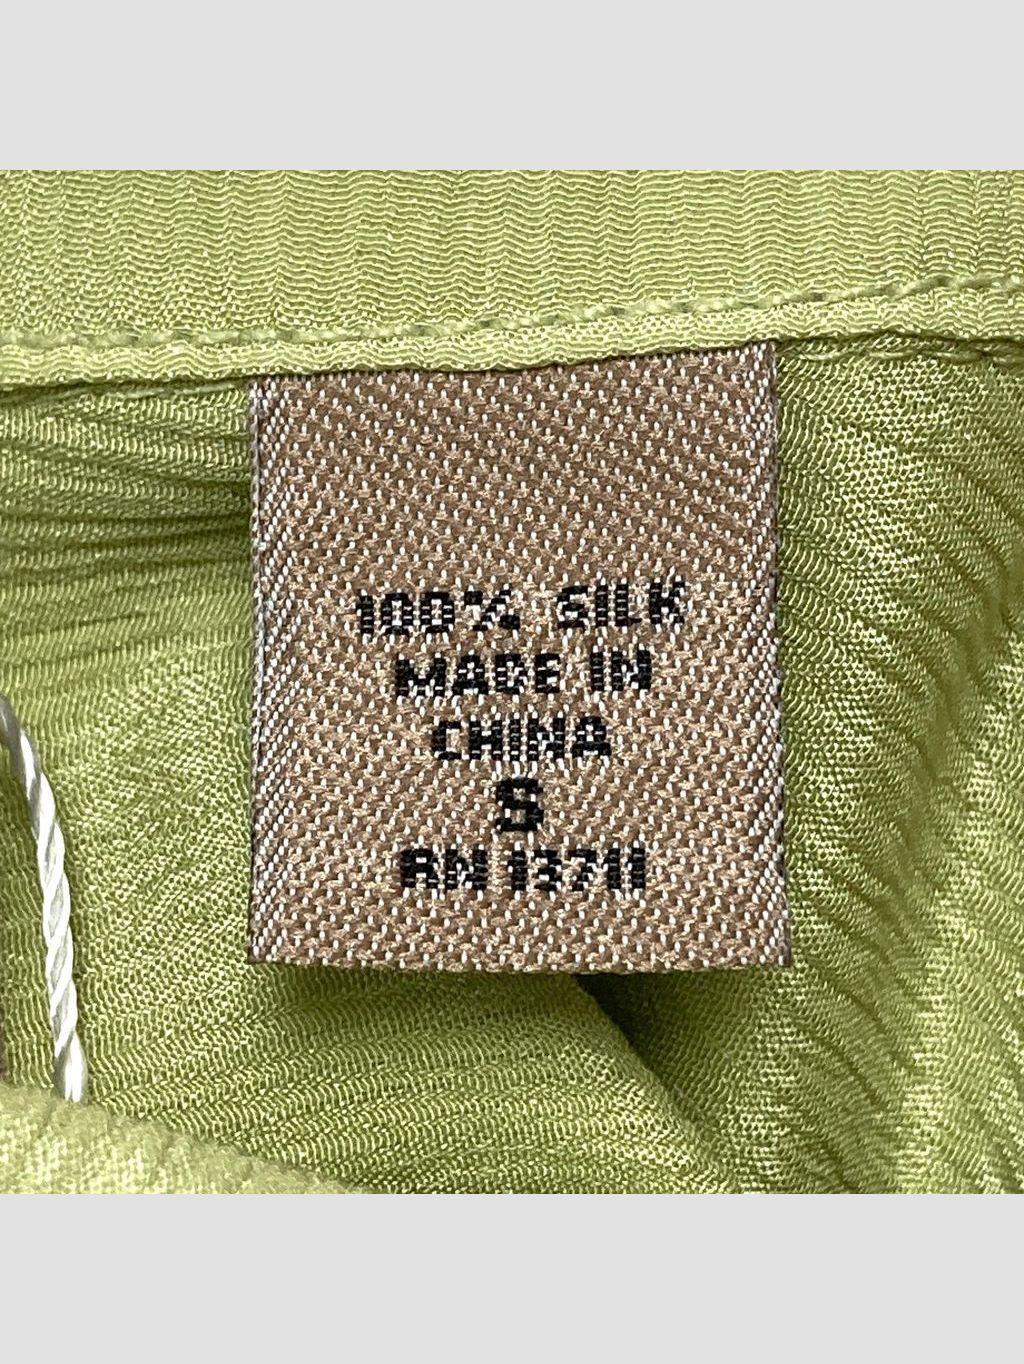 100% SILK
MADE IN
CHINA
S
RN 13711